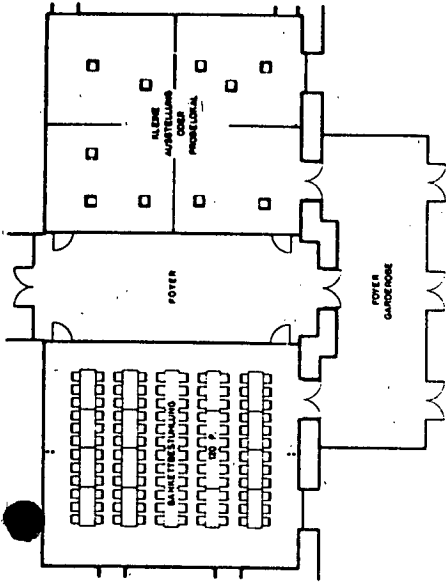 KLEINE
AUSSTELLUNG
ODER
PROBELOKAL
FOYER
FOYER
GARDEROBE
BANKETTBESTUHLUNG
120 P.